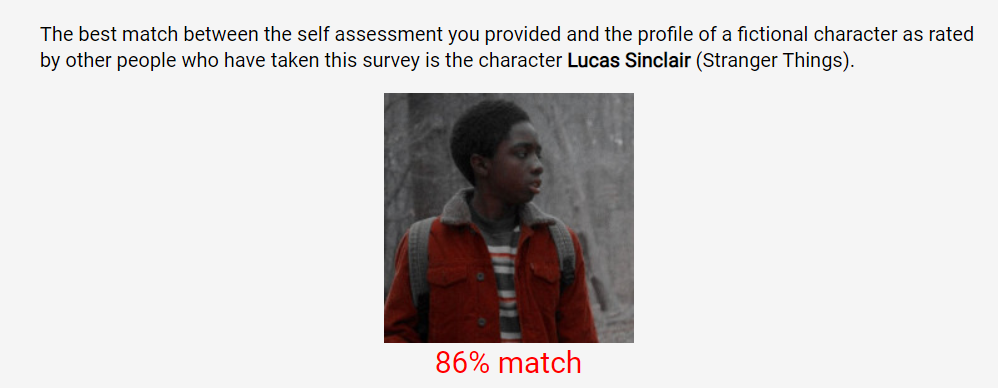 The best match between the self assessment you provided and the profile of a fictional character as rated
by other people who have taken this survey is the character Lucas Sinclair (Stranger Things).
86% match